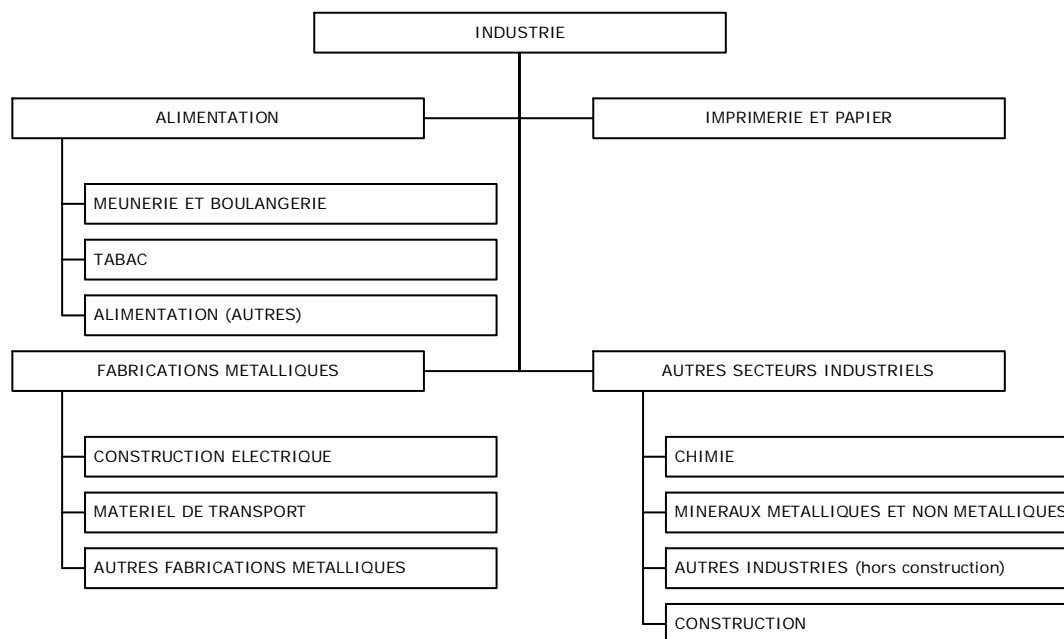 INDUSTRIE
ALIMENTATION
IMPRIMERIE ET PAPIER
MEUNERIE ET BOULANGERIE
TABAC
ALIMENTATION (AUTRES)
FABRICATIONS METALLIQUES
AUTRES SECTEURS INDUSTRIELS
CONSTRUCTION ELECTRIQUE
CHIMIE
MATERIEL DE TRANSPORT
MINERAUX METALLIQUES ET NON METALLIQUES
AUTRES FABRICATIONS METALLIQUES
AUTRES INDUSTRIES (hors construction)
CONSTRUCTION